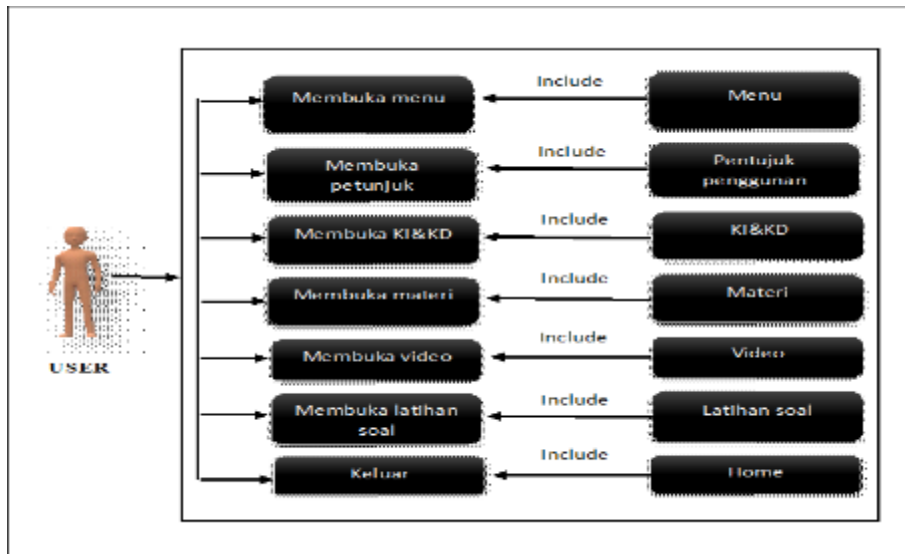 Membuka menu
Include
Menu
Membuka
petunjuk
Include
Pentujuk
penggunan
Membuka KI&KD
Include
KI&KD
Membuka materi
Include
Materi
Membuka video
Include
Video
Membuka latihan
soal
Include
Latihan soal
Keluar
Include
Home
USER